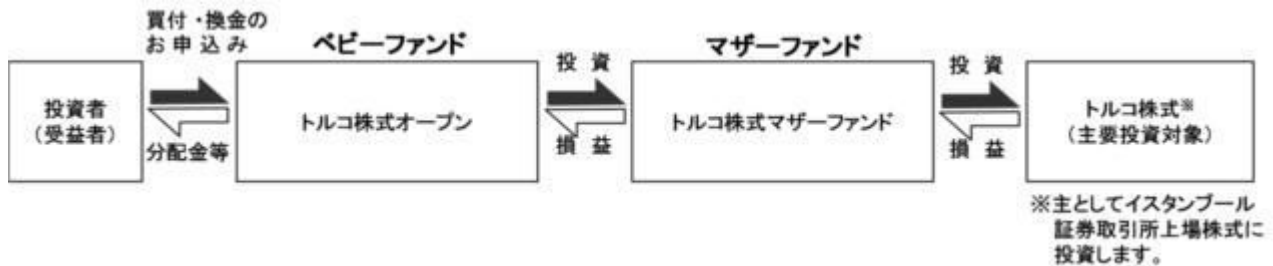 買付・換金の
お申込み
ベビーファンド
マザーファンド
投資者
(受益者)
分配金等
トルコ株式オープン
投資
損益
トルコ株式マザーファンド
投資
損益
トルコ株式※
(主要投資対象)
※主としてイスタンブール
証券取引所上場株式に
投資します。